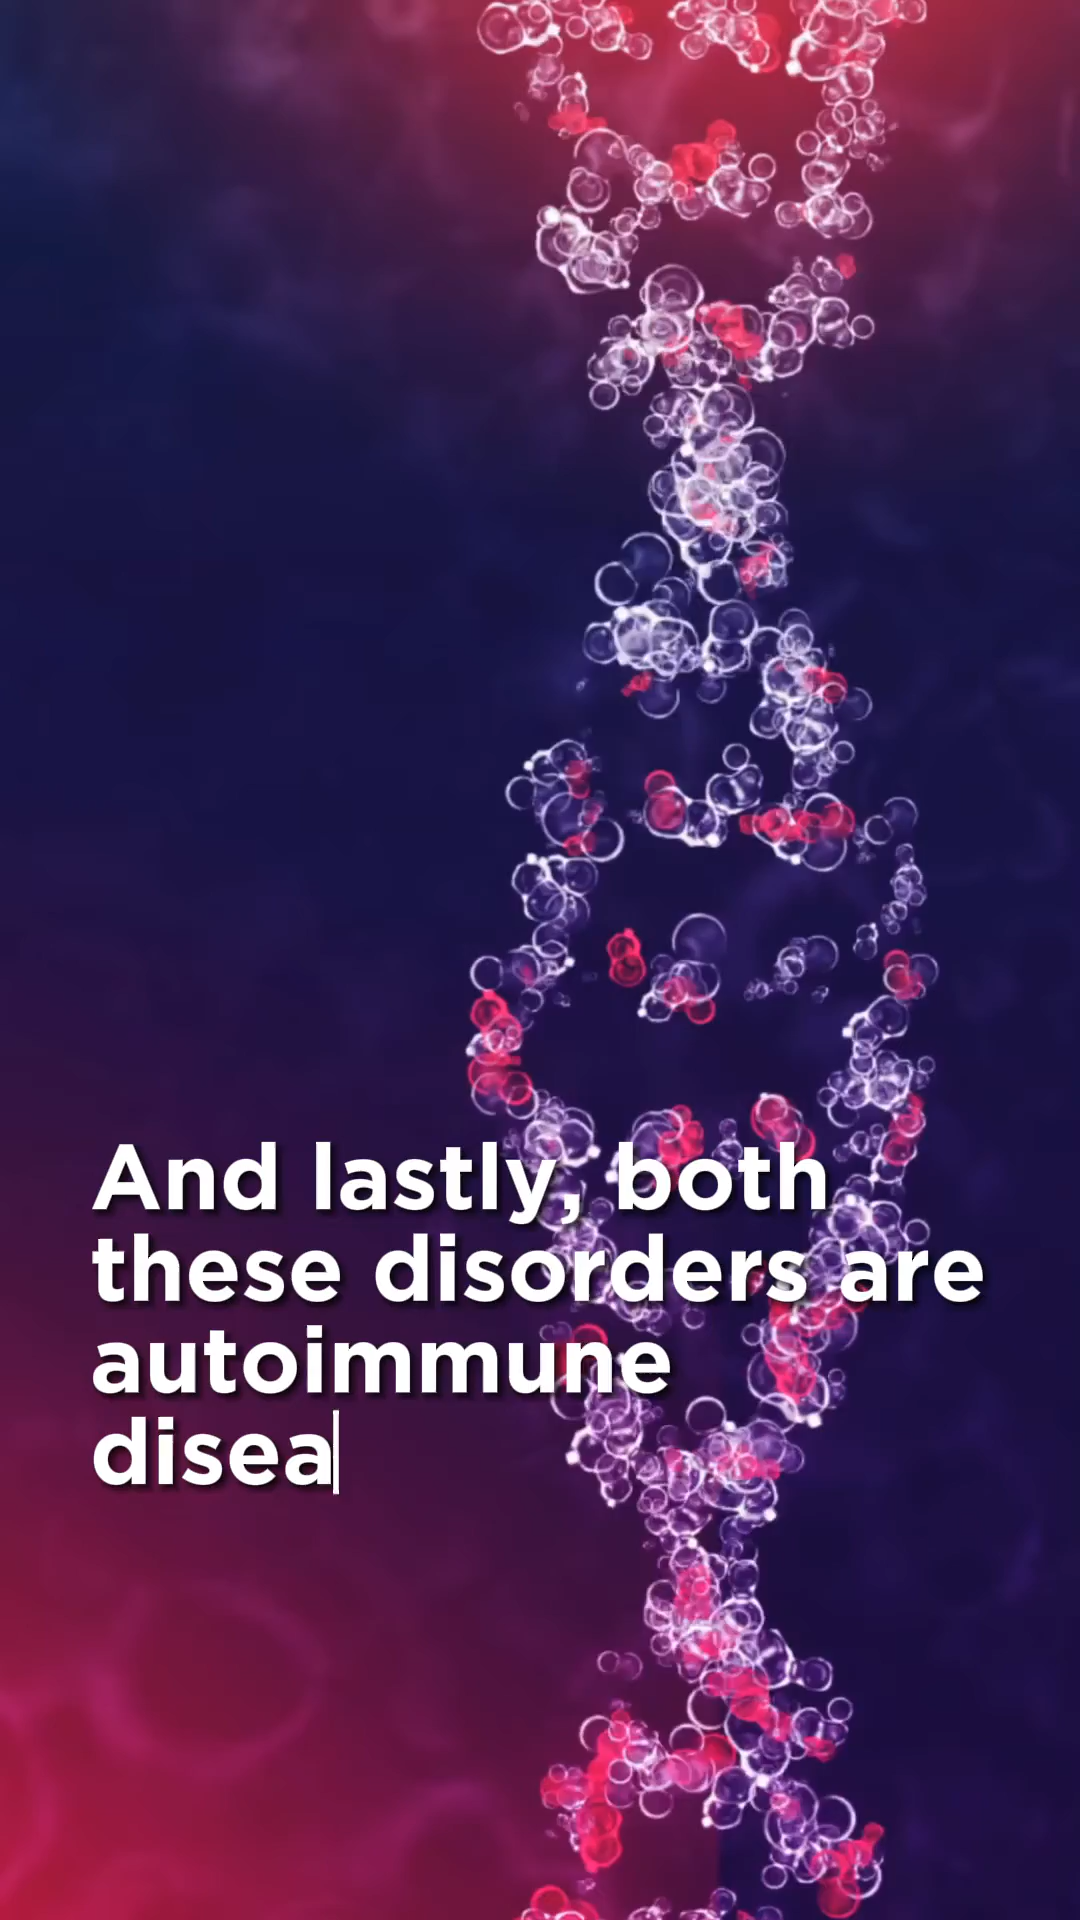 And lastly, both
these disorders are
autoimmune
disea